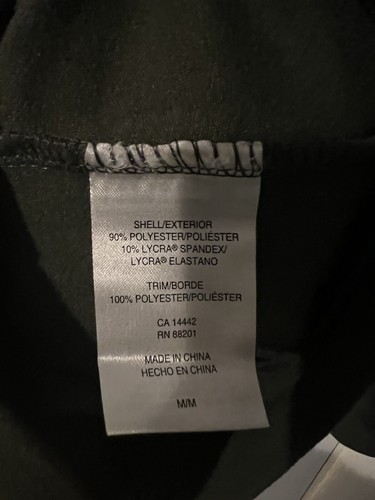 SHELL/EXTERIOR
90% POLYESTER/POLIÉSTER
10% LYCRA® SPANDEX/
LYCRA® ELASTANO
TRIM/BORDE
100% POLYESTER/POLIÉSTER
CA 14442
RN 88201
MADE IN CHINA
HECHO EN CHINA
M/M